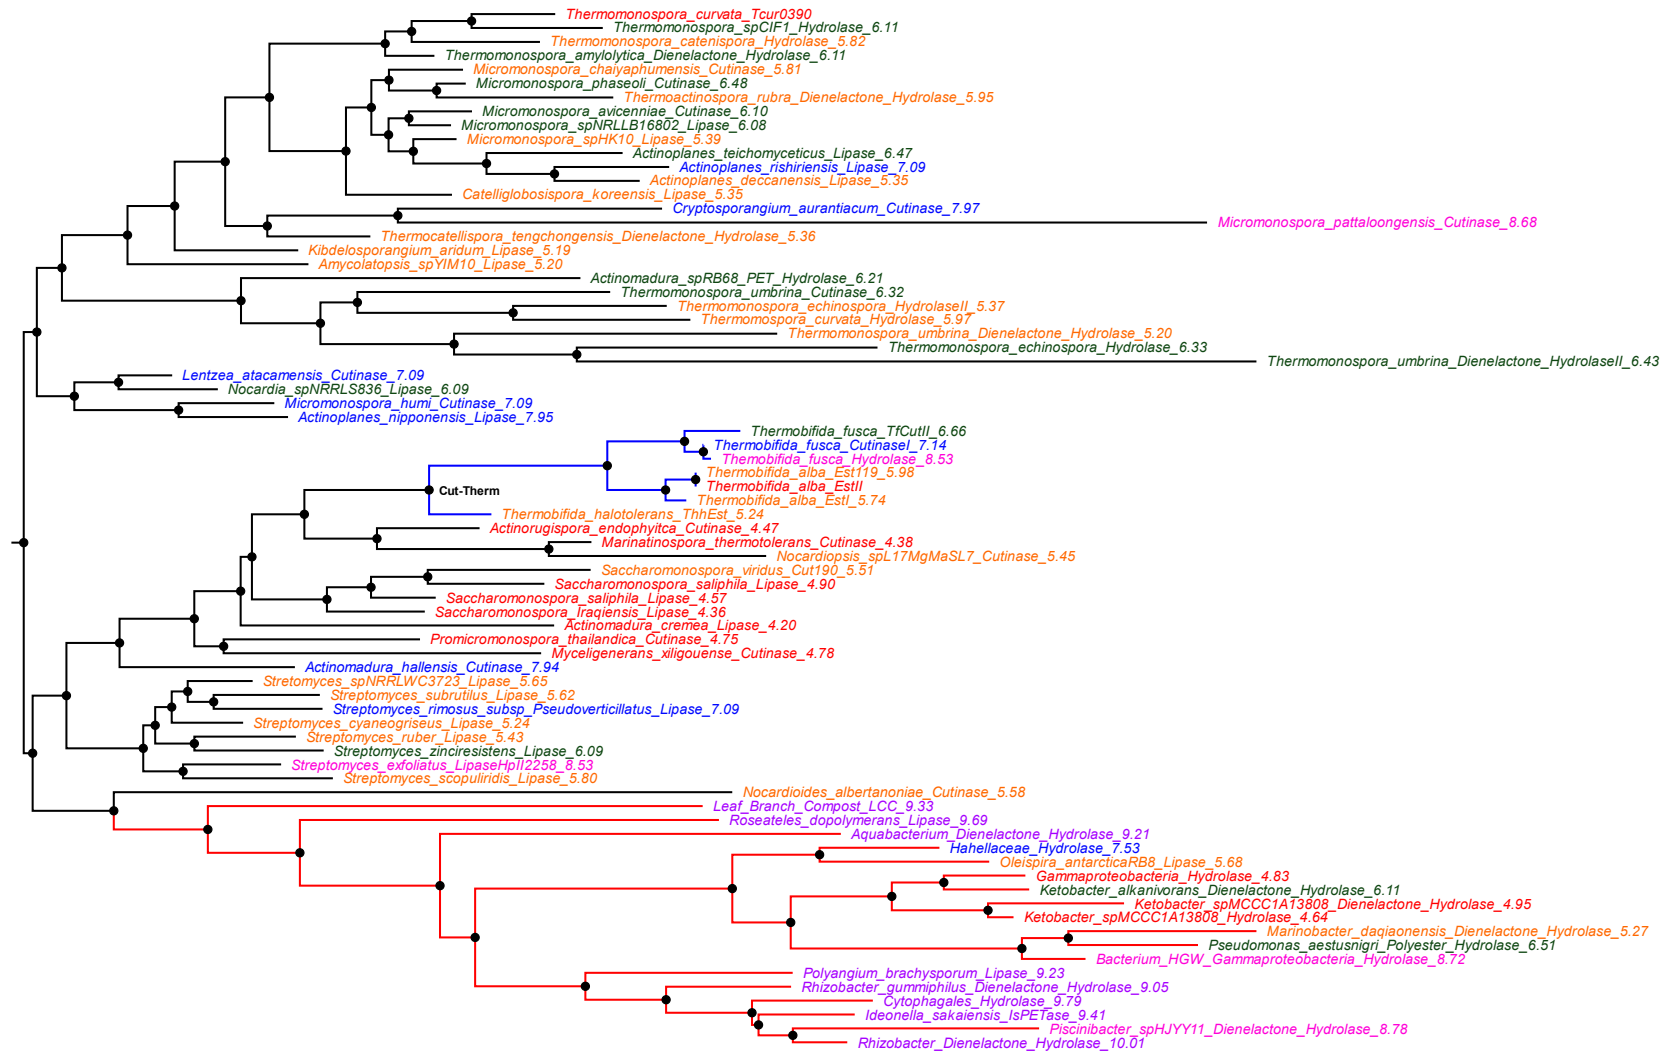 Thermomonospora_curvata_Tcur0390
Thermomonospora_spCIF1_Hydrolase_6.11
Thermomonospora_catenispora_Hydrolase_5.82
Thermomonospora_amylolytica_Dienelactone_Hydrolase_6.11
Micromonospora_chaiyaphumensis_Cutinase_5.81
Micromonospora_phaseoli_Cutinase_6.48
Thermoactinospora_rubra_Dienelactone_Hydrolase_5.95
Micromonospora_avicenniae_Cutinase_6.10
Micromonospora_spNRLLB16802_Lipase_6.08
Micromonospora_spHK10_Lipase_5.39
Actinoplanes_teichomyceticus_Lipase_6.47
Actinoplanes_rishiriensis_Lipase_7.09
Actinoplanes_deccanensis_Lipase_5.35
Catelliglobosispora_koreensis_Lipase_5.35
Cryptosporangium_aurantiacum_Cutinase_7.97
Micromonospora_pattaloongensis_Cutinase_8.68
Thermocatellispora_tengchongensis_Dienelactone_Hydrolase_5.36
Kibdelosporangium_aridum_Lipase_5.19
Amycolatopsis_spYIM10_Lipase_5.20
Actinomadura_spRB68_PET_Hydrolase_6.21
Thermomonospora_umbrina_Cutinase_6.32
Thermomonospora_echinospora_HydrolaseII_5.37
Thermomospora_curvata_Hydrolase_5.97
Thermomonospora_umbrina_Dienelactone_Hydrolase_5.20
Thermomonospora_echinospora_Hydrolase_6.33
Thermomonospora_umbrina_Dienelactone_HydrolaseII_6.43
Lentzea_atacamensis_Cutinase_7.09
Nocardia_spNRRLS836_Lipase_6.09
Micromonospora_humi_Cutinase_7.09
Actinoplanes_nipponensis_Lipase_7.95
Thermobifida_fusca_TfCutII_6.66
Thermobifida_fusca_CutinaseI_7.14
Themobifida_fusca_Hydrolase_8.53
Thermobifida_alba_Est119_5.98
Thermobifida_alba_EstII
Cut-Therm
Thermobifida_alba_EstI_5.74
Thermobifida_halotolerans_ThhEst_5.24
Actinorugispora_endophyitca_Cutinase_4.47
Marinatinospora_thermotolerans_Cutinase_4.38
Nocardiopsis_spL17MgMaSL7_Cutinase_5.45
Saccharomonospora_viridus_Cut190_5.51
Saccharomonospora_saliphila_Lipase_4.90
Saccharomonospora_saliphila_Lipase_4.57
Saccharomonospora_Iraqiensis_Lipase_4.36
Actinomadura_cremea_Lipase_4.20
Promicromonospora_thailandica_Cutinase_4.75
Myceligenerans_xiligouense_Cutinase_4.78
Actinomadura_hallensis_Cutinase_7.94
Stretomyces_spNRRLWC3723_Lipase_5.65
Streptomyces_subrutilus_Lipase_5.62
Streptomyces_rimosus_subsp_Pseudoverticillatus_Lipase_7.09
Streptomyces_cyaneogriseus_Lipase_5.24
Streptomyces_ruber_Lipase_5.43
Streptomyces_zinciresistens_Lipase_6.09
Streptomyces_exfoliatus_LipaseHpII2258_8.53
Streptomyces_scopuliridis_Lipase_5.80
Nocardioides_albertanoniae_Cutinase_5.58
Leaf_Branch_Compost_LCC_9.33
Roseateles_dopolymerans_Lipase_9.69
Aquabacterium_Dienelactone_Hydrolase_9.21
Hahellaceae_Hydrolase_7.53
Oleispira_antarcticaRB8_Lipase_5.68
Gammaproteobacteria_Hydrolase_4.83
Ketobacter_alkanivorans_Dienelactone_Hydrolase_6.11
Ketobacter_spMCCC1A13808_Dienelactone_Hydrolase_4.95
Ketobacter_spMCCC1A13808_Hydrolase_4.64
Marinobacter_daqiaonensis_Dienelactone_Hydrolase_5.27
Pseudomonas_aestusnigri_Polyester_Hydrolase_6.51
Bacterium_HGW_Gammaproteobacteria_Hydrolase_8.72
Polyangium_brachysporum_Lipase_9.23
Rhizobacter_gummiphilus_Dienelactone_Hydrolase_9.05
Cytophagales_Hydrolase_9.79
Ideonella_sakaiensis_IsPETase_9.41
Piscinibacter_spHJYY11_Dienelactone_Hydrolase_8.78
Rhizobacter_Dienelactone_Hydrolase_10.01